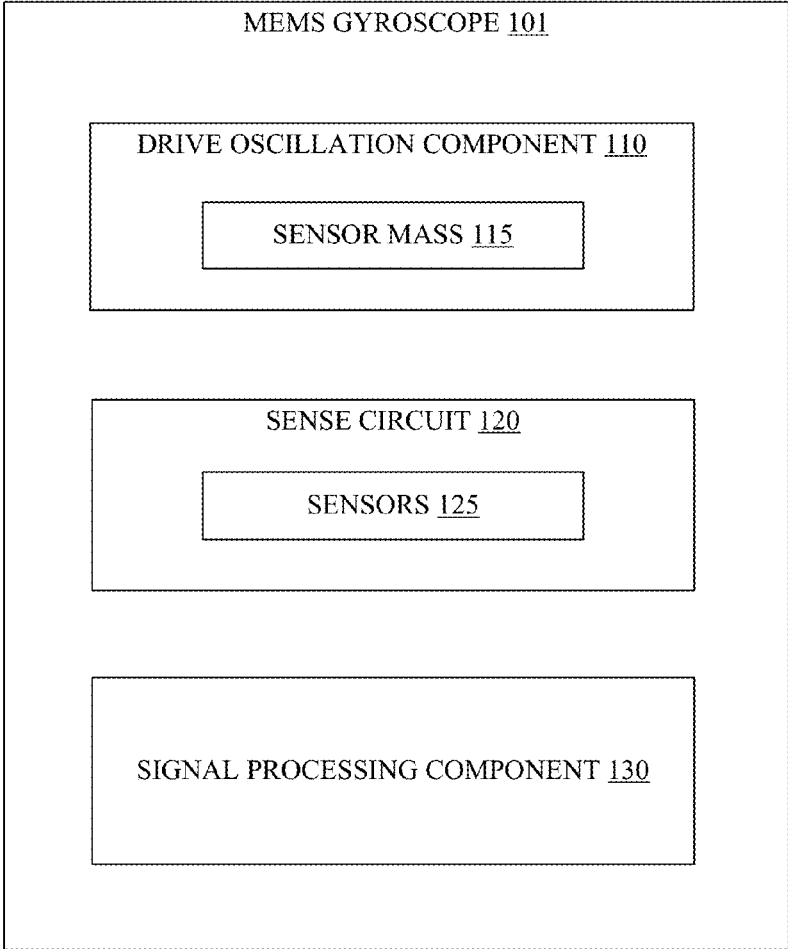 MEMS GYROSCOPE 101
DRIVE OSCILLATION COMPONENT 110
SENSOR MASS 115
SENSE CIRCUIT 120
SENSORS 125
SIGNAL PROCESSING COMPONENT 130